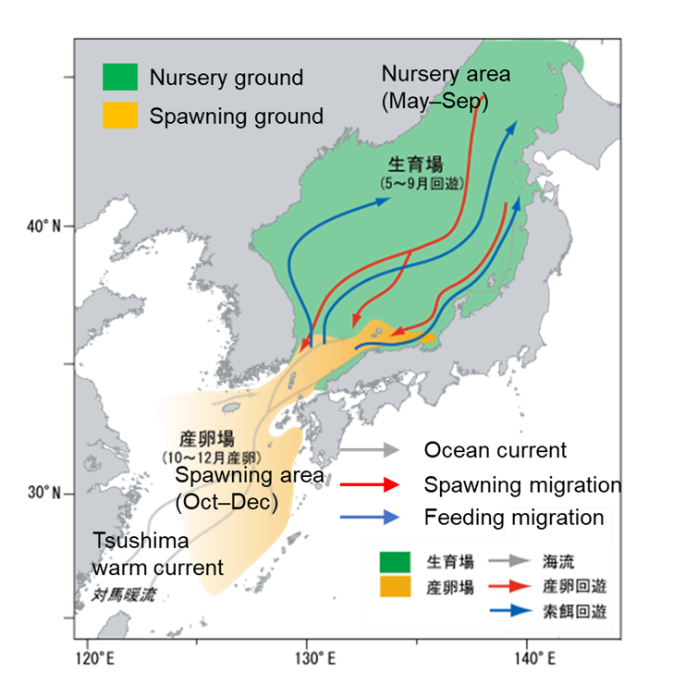 Nursery ground
Spawning ground
Nursery area
(May–Sep)
生育場
(5～9月回遊)
40°N
産卵場
(10～12月産卵)
Spawning area
(Oct–Dec)
30°N
Tsushima
warm current
対馬暖流
Ocean current
Spawning migration
Feeding migration
生育場
海流
産卵場
産卵回遊
索餌回遊
120°E
130°E
140°E